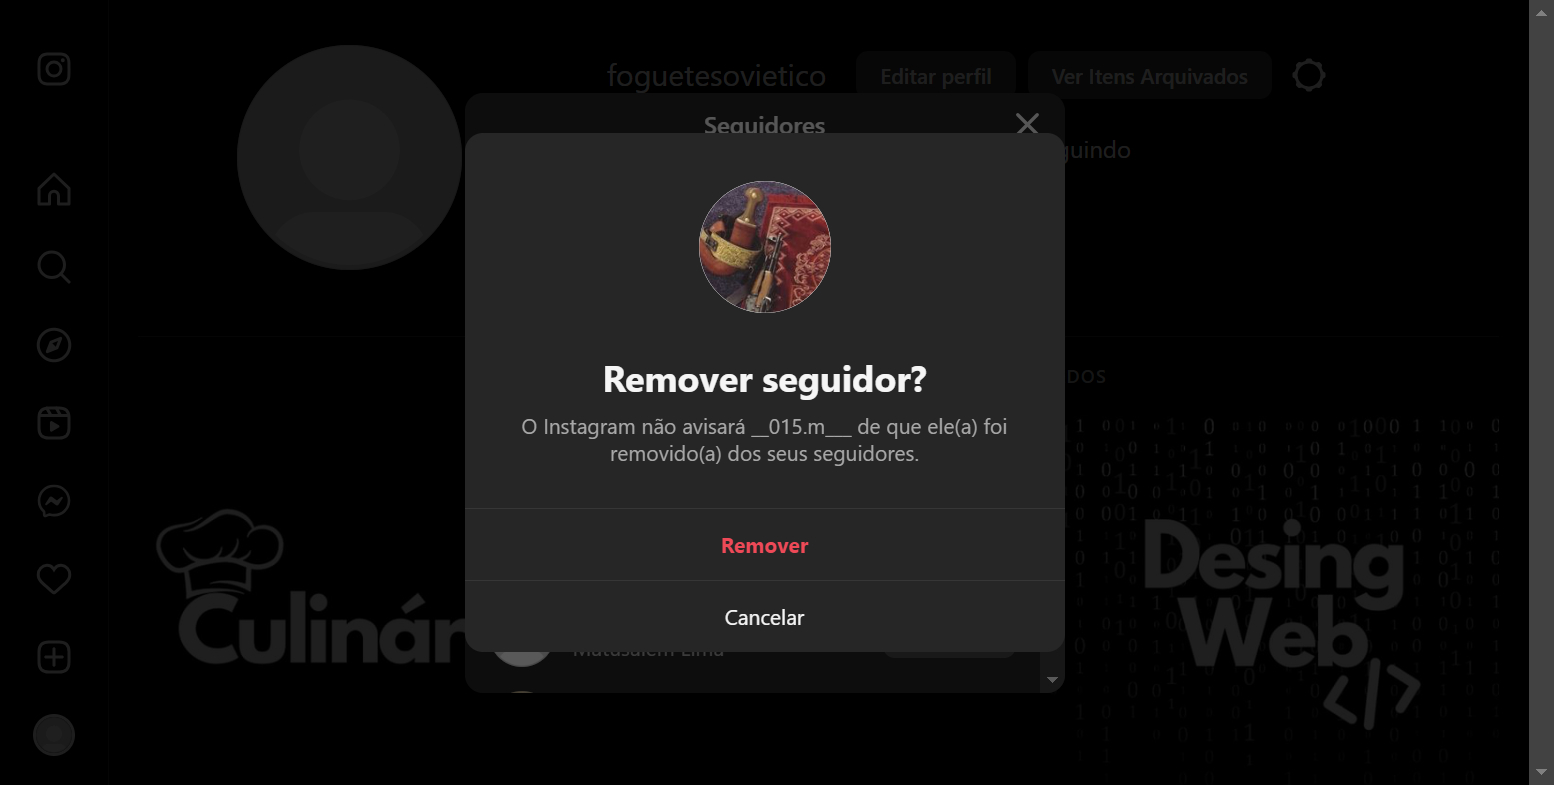 foguetesovietico
Editar perfil
Ver Itens Arquivados
Seguidores
guindo
Remover seguidor?
O Instagram não avisará __015.m___ de que ele(a) foi
removido(a) dos seus seguidores.
DOS
Remover
Cancelar
Culinár
Desing
Web
</>
Matusalém Lima